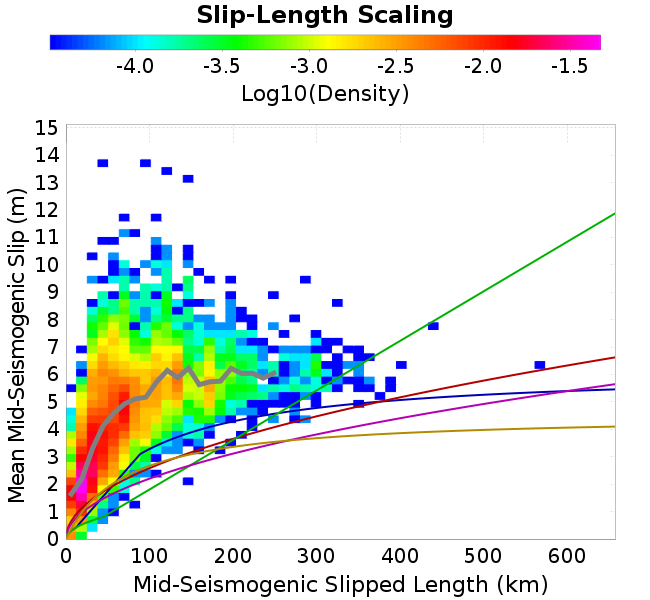 Slip-Length Scaling
-4.0 -3.5 -3.0 -2.5 -2.0 -1.5
Log10(Density)
Mean Mid-Seismogenic Slip (m)
15
14
13
12
11
10
9
8
7
6
5
4
3
2
1
0
0 100 200 300 400 500 600
Mid-Seismogenic Slipped Length (km)